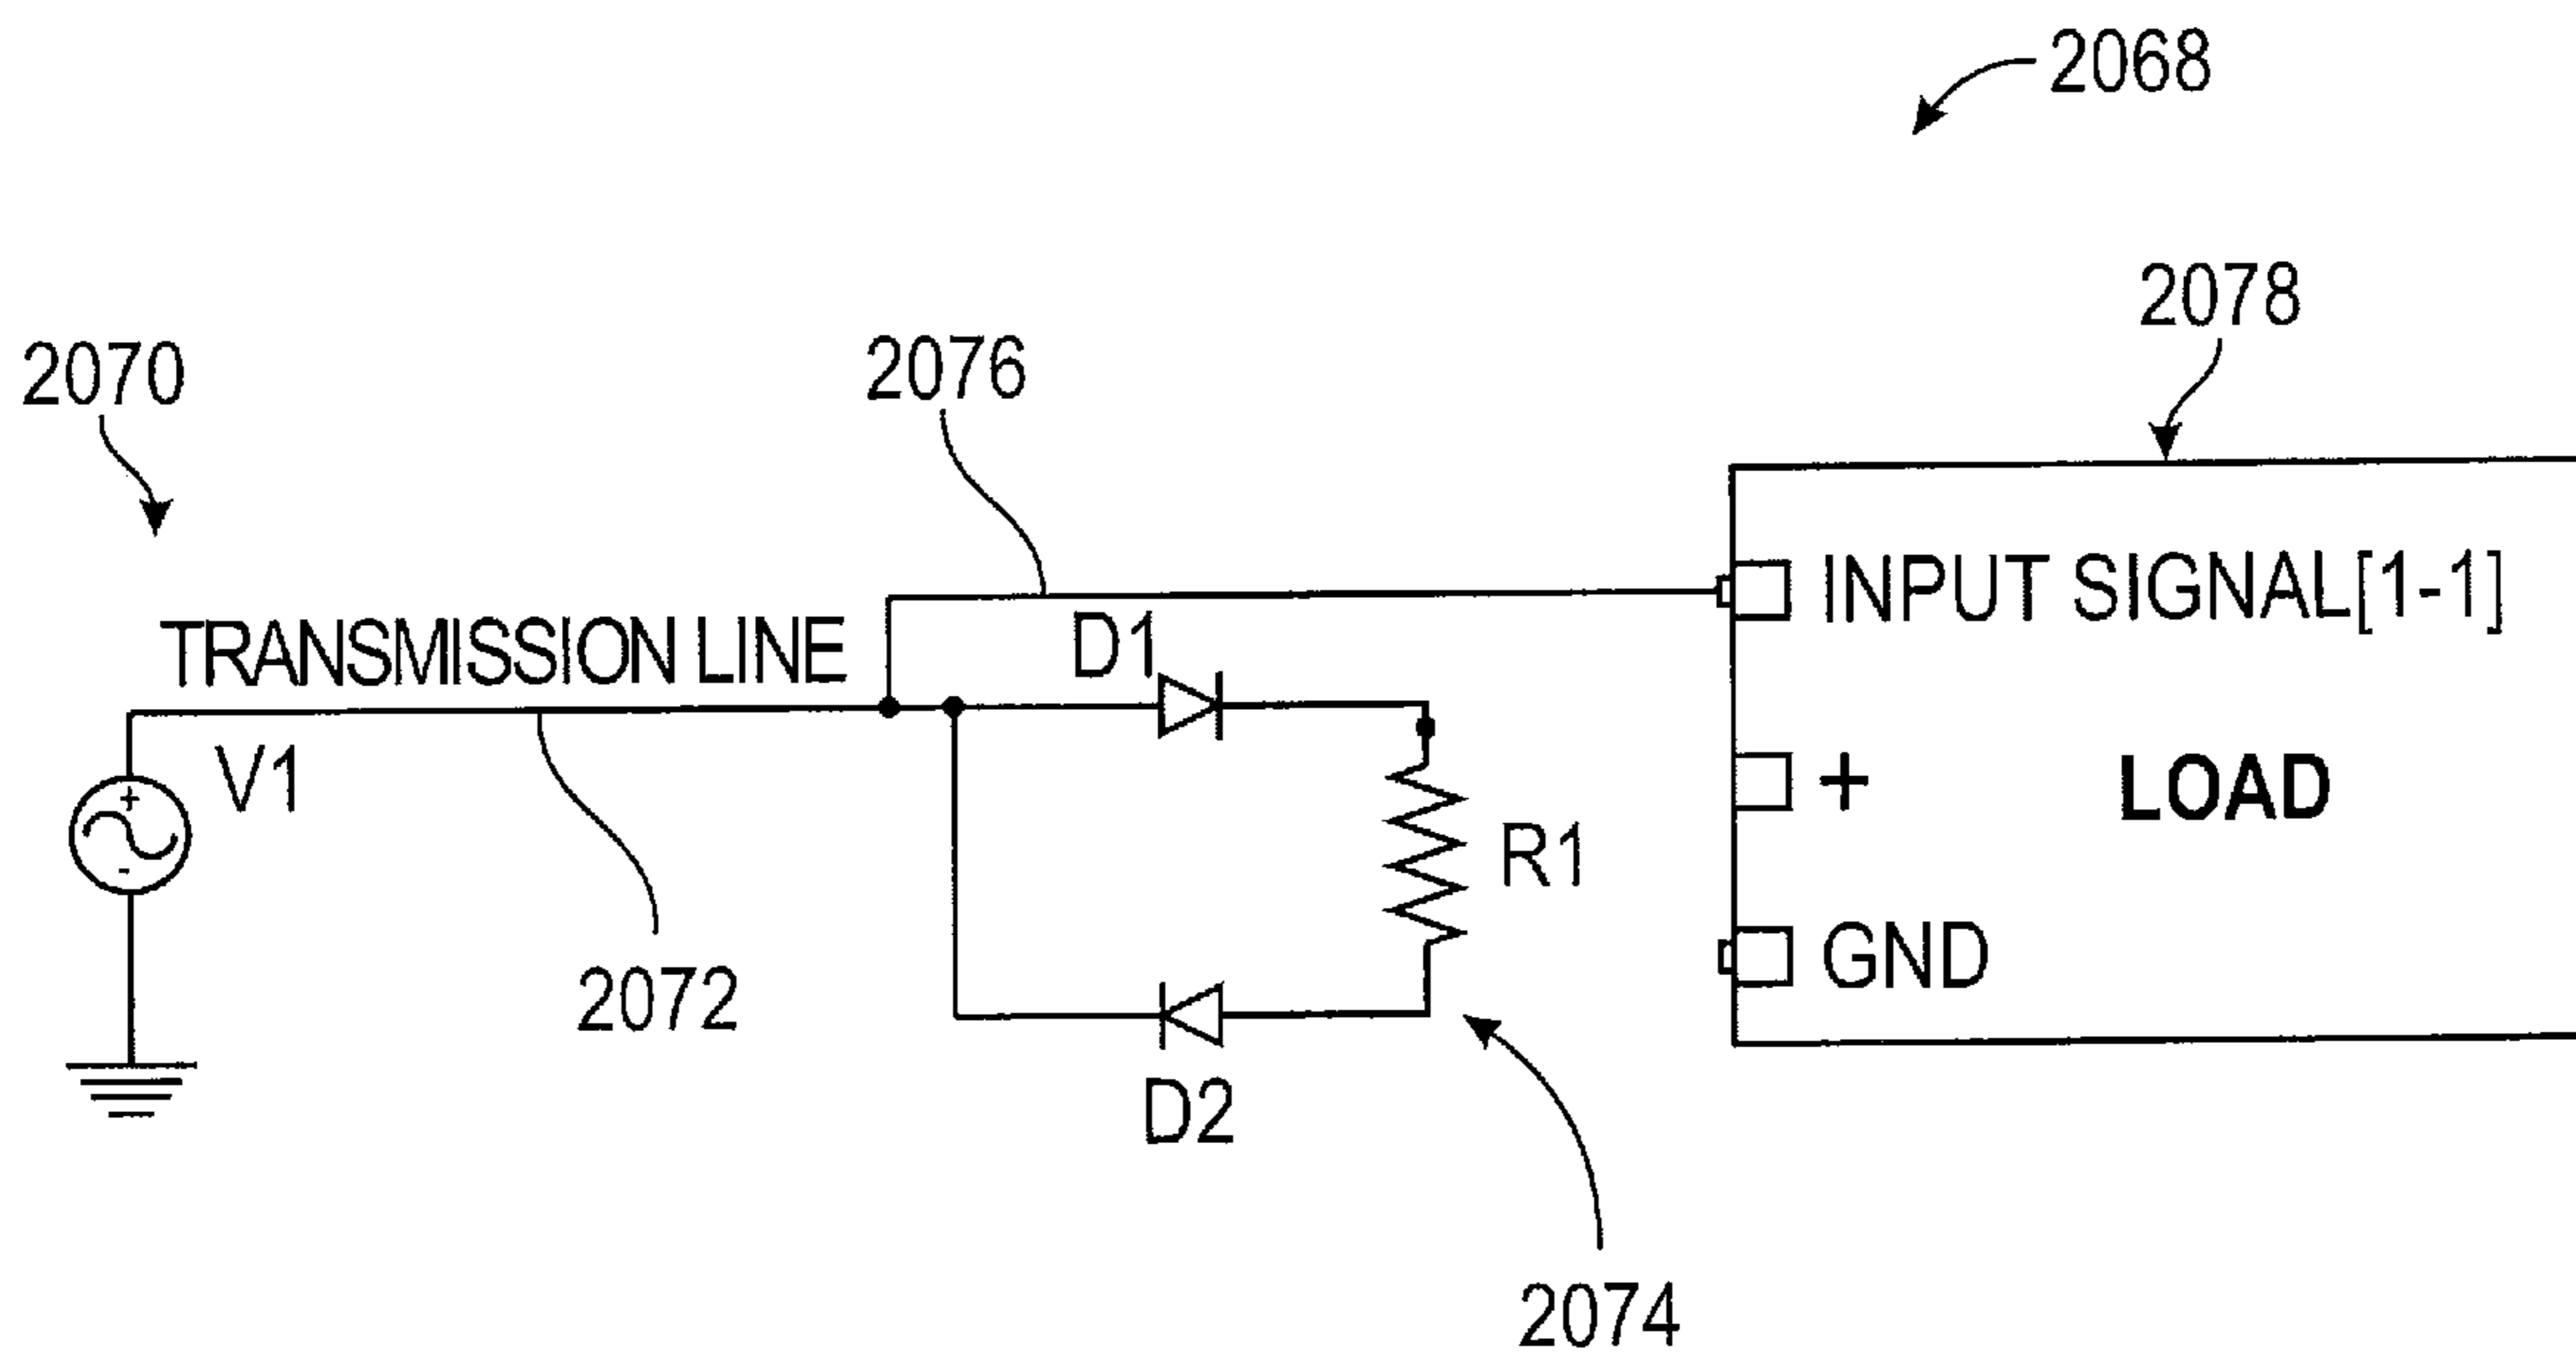 2068
2078
2070
2076
INPUT SIGNAL[1-1]
TRANSMISSION LINE
D1
V1
+
-
+
LOAD
R1
GND
2072
D2
2074